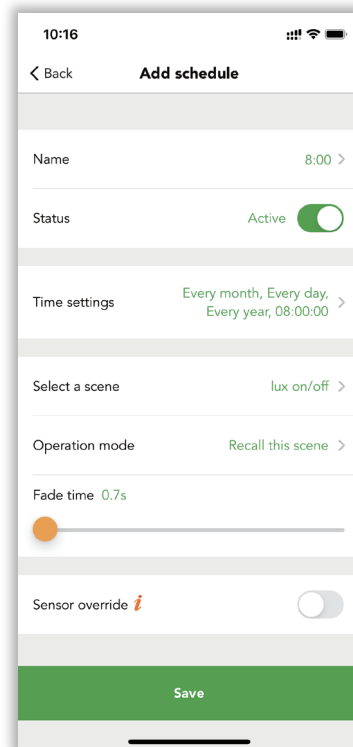 10:16
Back
Add schedule
Name
8:00
Status
Active
Time settings
Every month, Every day,
Every year, 08:00:00
Select a scene
lux on/off
Operation mode
Recall this scene
Fade time 0.7s
Sensor override i
Save